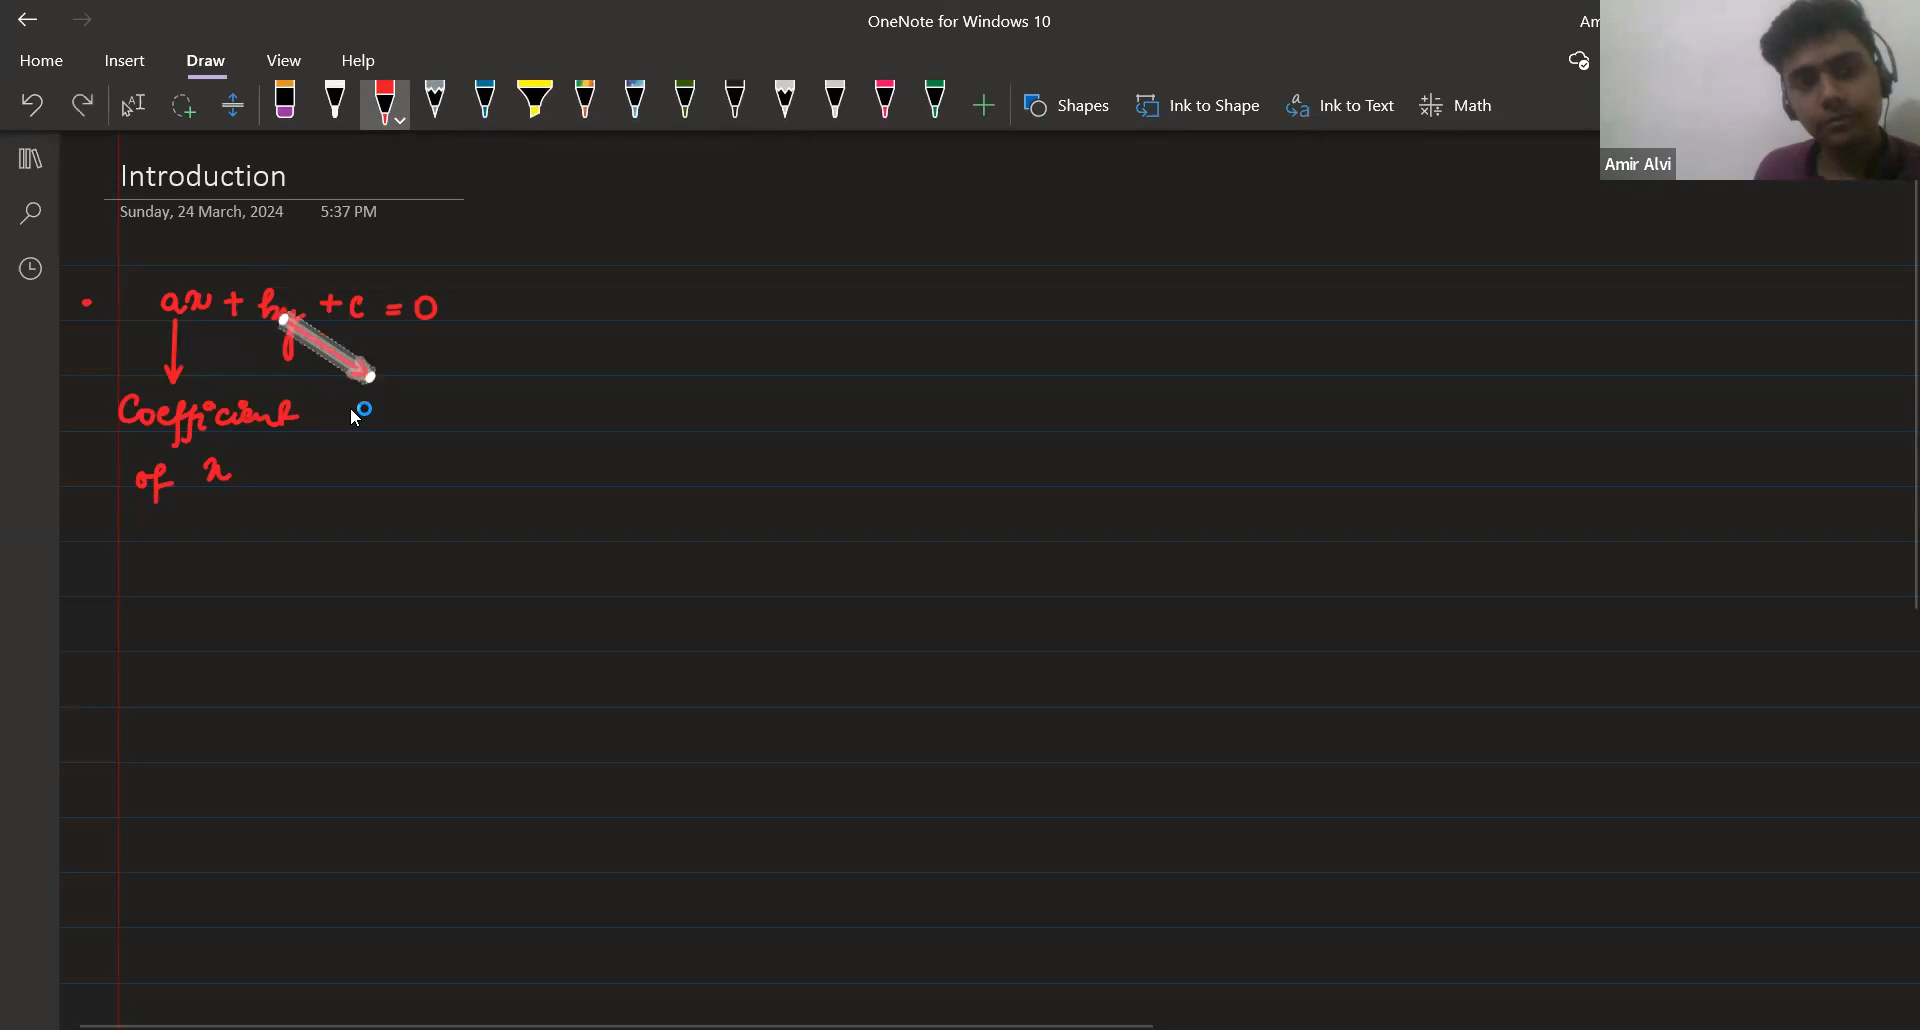 OneNote for Windows 10
Am
Home Insert Draw View Help
Shapes Ink to Shape Ink to Text Math
Amir Alvi
Introduction
Sunday, 24 March, 2024 5:37 PM
ax + by + c = 0
Coefficient
of x